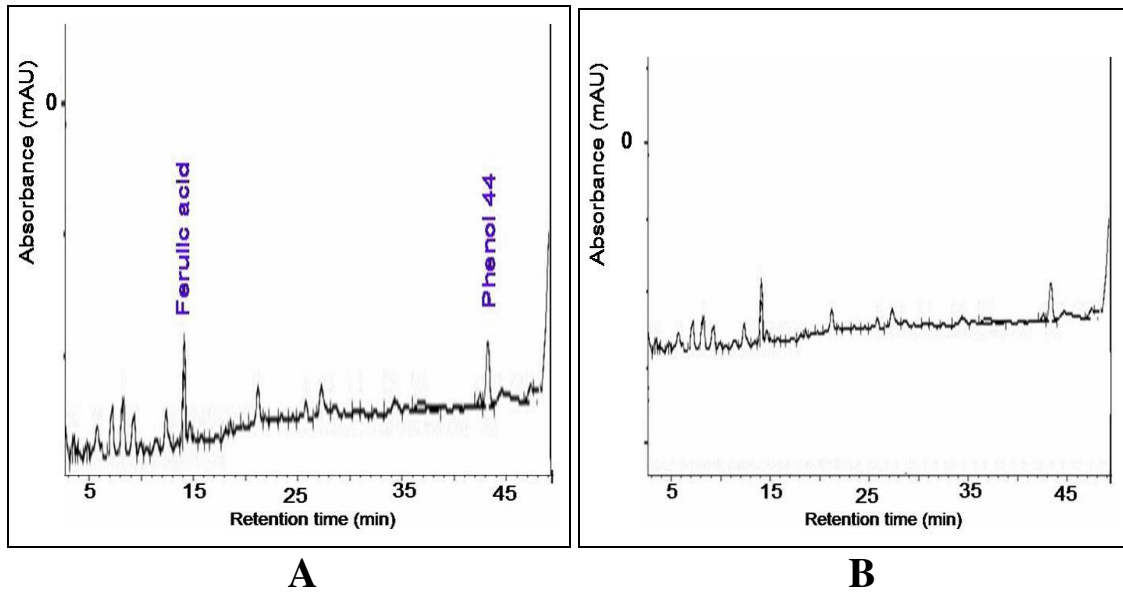 Absorbance (mAU)
0
Ferulic acid
Phenol 44
5 15 25 35 45
Retention time (min)
A
Absorbance (mAU)
0
5 15 25 35 45
Retention time (min)
B